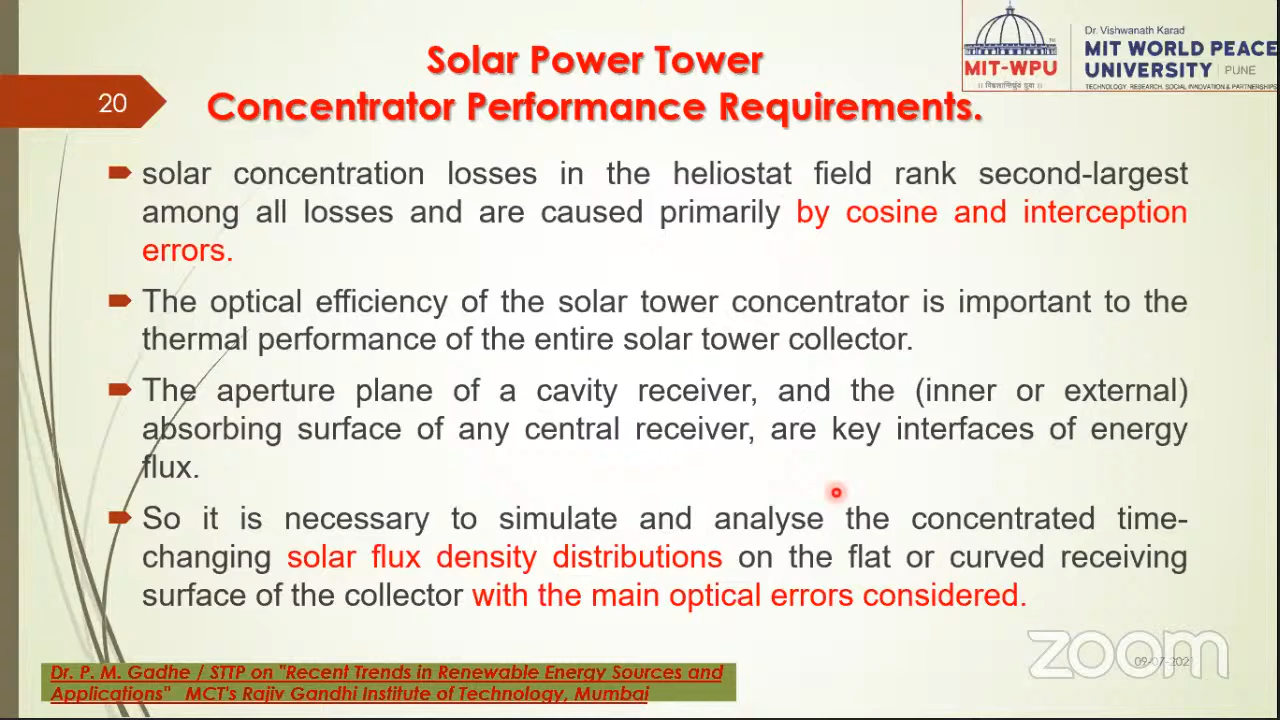 Solar Power Tower
Concentrator Performance Requirements.
20
MIT-WPU
Dr. Vishwanath Karad
MIT WORLD PEACE
UNIVERSITY | PUNE
TECHNOLOGY, RESEARCH, SOCIAL INNOVATION & PARTNERSHIPS
solar concentration losses in the heliostat field rank second-largest
among all losses and are caused primarily by cosine and interception
errors.
The optical efficiency of the solar tower concentrator is important to the
thermal performance of the entire solar tower collector.
The aperture plane of a cavity receiver, and the (inner or external)
absorbing surface of any central receiver, are key interfaces of energy
flux.
So it is necessary to simulate and analyse the concentrated time-
changing solar flux density distributions on the flat or curved receiving
surface of the collector with the main optical errors considered.
zoom
Dr. P. M. Gadhe / STTP on "Recent Trends in Renewable Energy Sources and
Applications" MCT's Rajiv Gandhi Institute of Technology, Mumbai